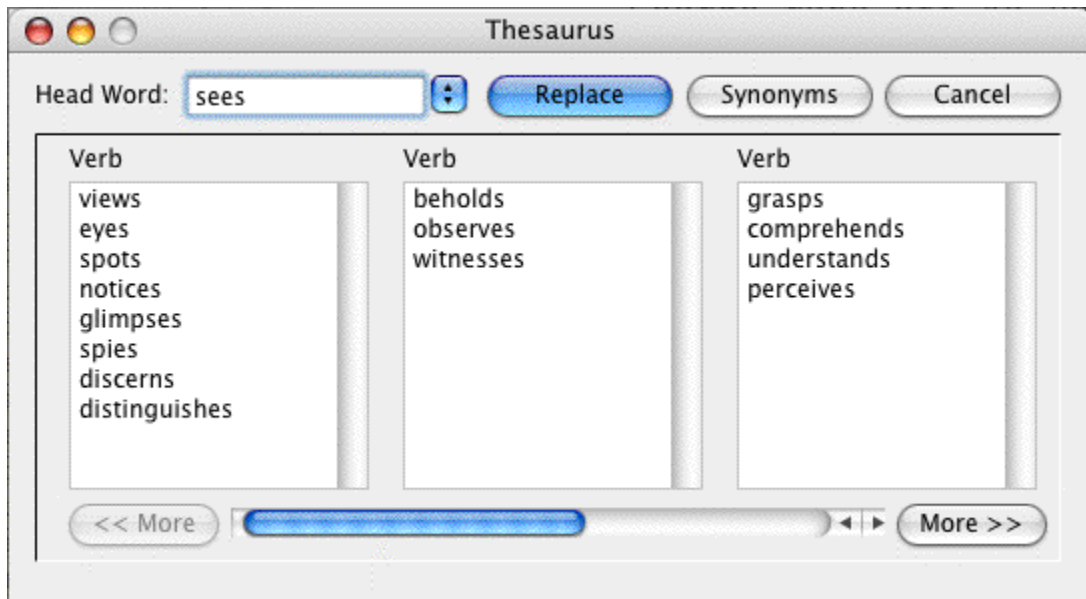 Thesaurus
Head Word: sees Replace Synonyms Cancel
Verb
views
eyes
spots
notices
glimpses
spies
discerns
distinguishes
Verb
beholds
observes
witnesses
Verb
grasps
comprehends
understands
perceives
<< More More >>